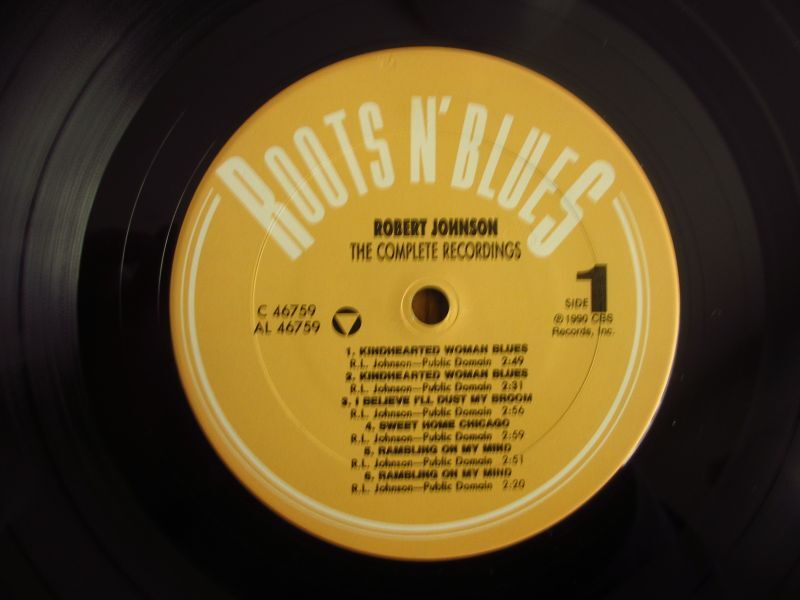 ROOTS N' BLUES
ROBERT JOHNSON
THE COMPLETE RECORDINGS
SIDE 1
℗ 1990 CBS
Records, Inc.
C 46759
AL 46759
1. KINDHEARTED WOMAN BLUES
R.L. Johnson—Public Domain 2:49
2. KINDHEARTED WOMAN BLUES
R.L. Johnson—Public Domain 2:31
3. I BELIEVE I'LL DUST MY BROOM
R.L. Johnson—Public Domain 2:56
4. SWEET HOME CHICAGO
R.L. Johnson—Public Domain 2:59
5. RAMBLING ON MY MIND
R.L. Johnson—Public Domain 2:51
6. RAMBLING ON MY MIND
R.L. Johnson—Public Domain 2:20